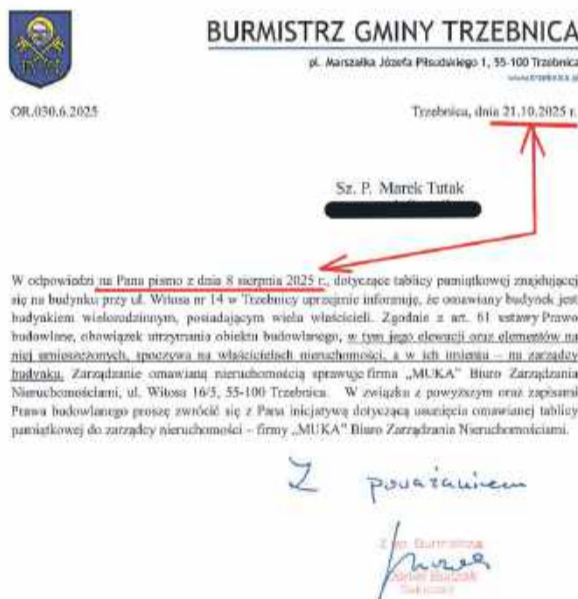 BURMISTRZ GMINY TRZEBNICA
pl. Marszałka Józefa Piłsudskiego 1, 55-100 Trzebnica
OR.030.6.2025
Trzebnica, dnia 21.10.2025 r.
Sz. P. Marek Tutak
W odpowiedzi na Pana pismo z dnia 8 sierpnia 2025 r., dotyczące tablicy pamiątkowej znajdującej
się na budynku przy ul. Witosa nr 14 w Trzebnicy uprzejmie informuję, że omawiany budynek jest
budynkiem wielorodzinnym, posiadającym wielu właścicieli. Zgodnie z art. 61 ustawy Prawo
budowlane, obowiązek utrzymania obiektu budowlanego, w tym jego elewacji oraz elementów na
niej umieszczonych, spoczywa na właścicielach nieruchomości, a w ich imieniu – na zarządcy
budynku. Zarządzanie omawianą nieruchomością sprawuje firma „MUKA” Biuro Zarządzania
Nieruchomościami, ul. Witosa 16/5, 55-100 Trzebnica. W związku z powyższym oraz zapisami
Prawa budowlanego proszę zwrócić się z Pana inicjatywą dotyczącą usunięcia omawianej tablicy
pamiątkowej do zarządcy nieruchomości – firmy „MUKA” Biuro Zarządzania Nieruchomościami.
Z poważaniem
Burmistrza